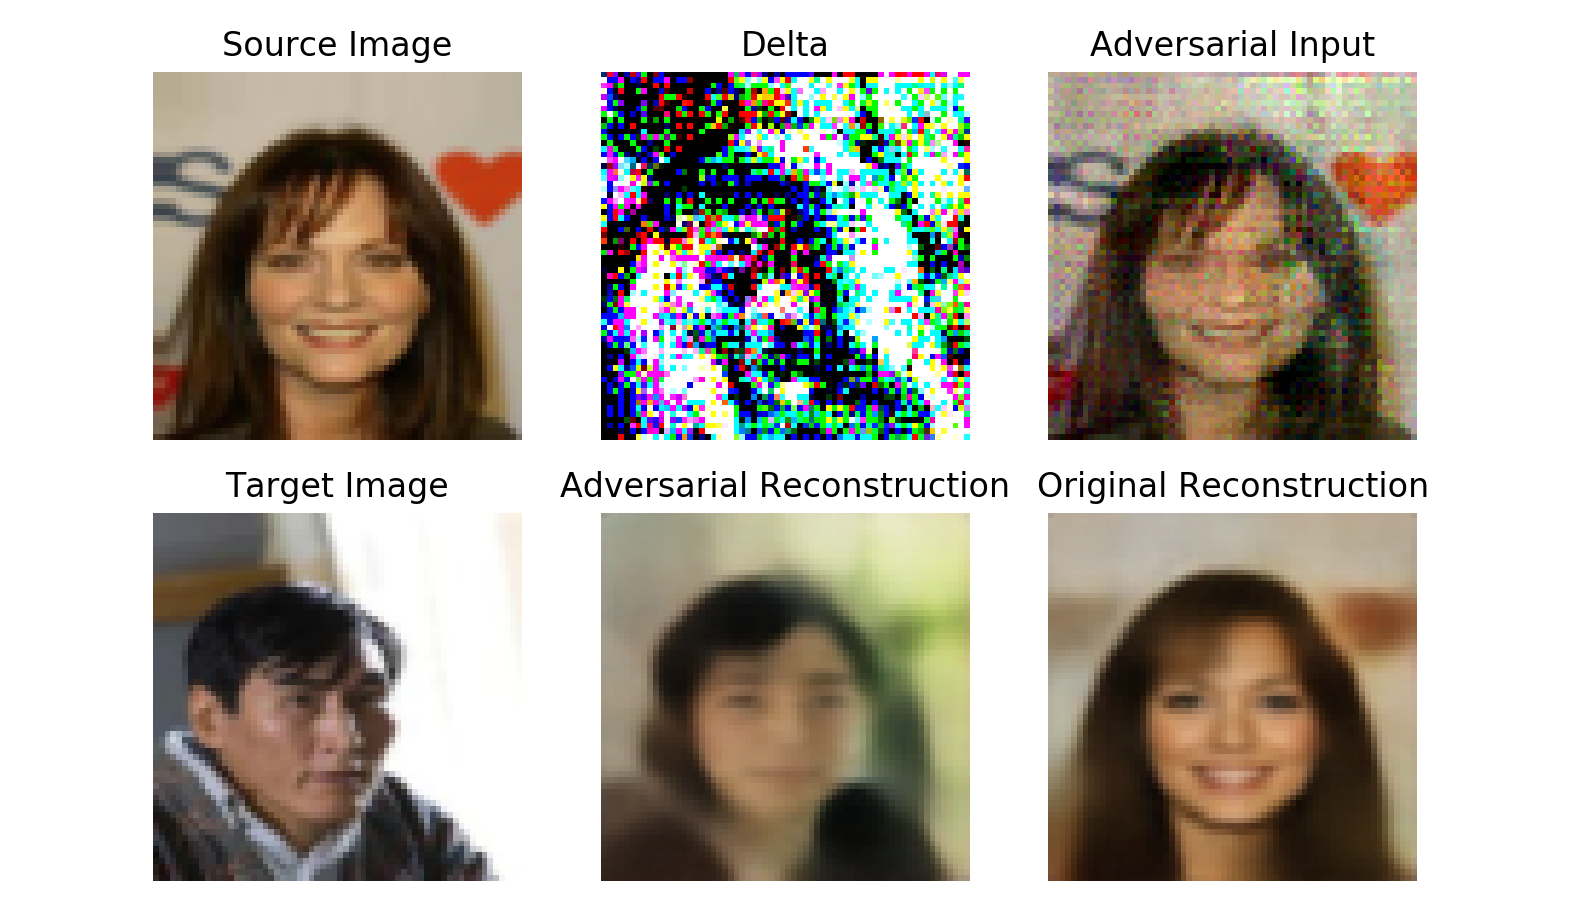 Source Image
Delta
Adversarial Input
S
S
Target Image
Adversarial Reconstruction
Original Reconstruction